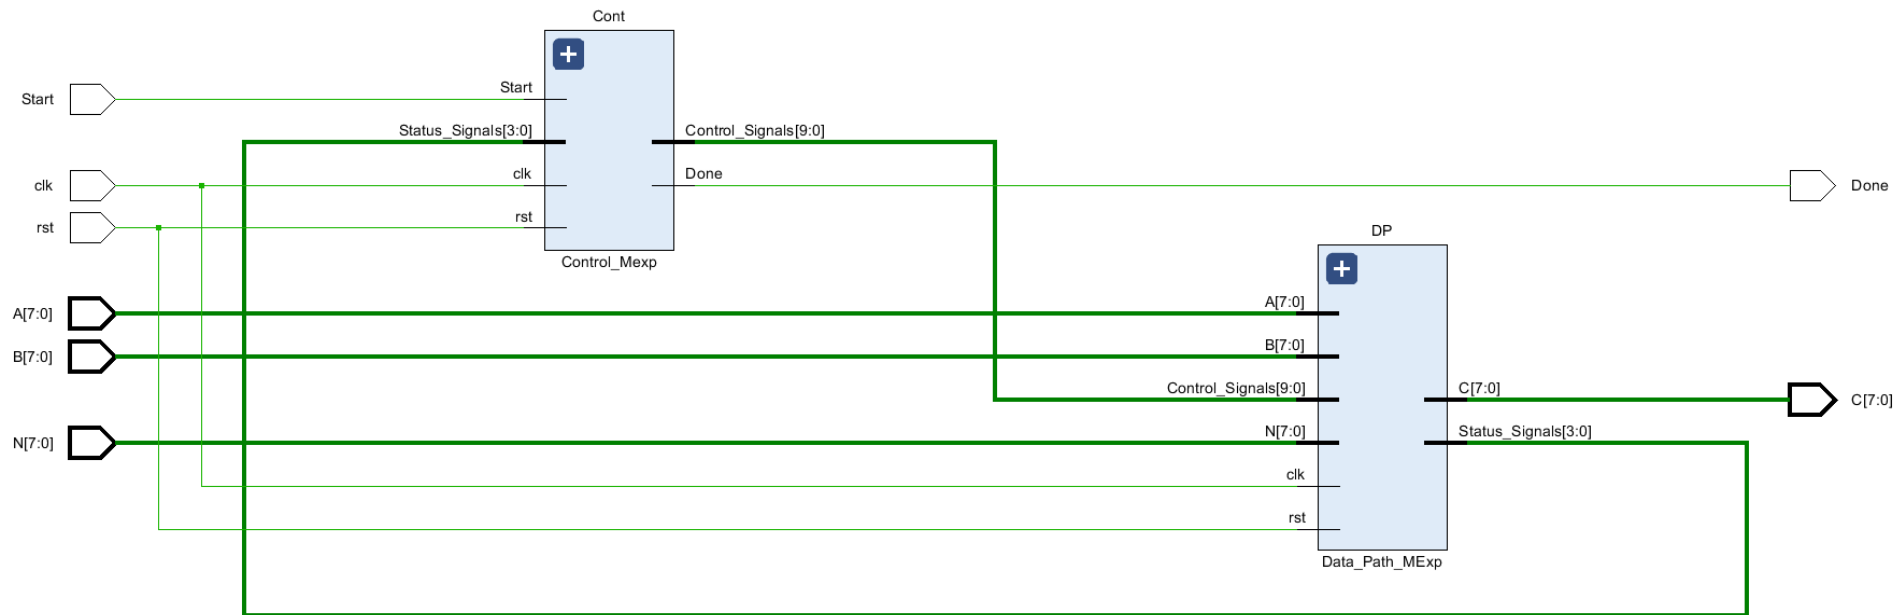 Cont
Start
Start
Status_Signals[3:0]
Control_Signals[9:0]
clk
clk
Done
Done
rst
rst
Control_Mexp
DP
A[7:0]
A[7:0]
B[7:0]
B[7:0]
Control_Signals[9:0]
C[7:0]
C[7:0]
N[7:0]
N[7:0]
Status_Signals[3:0]
clk
rst
Data_Path_MExp